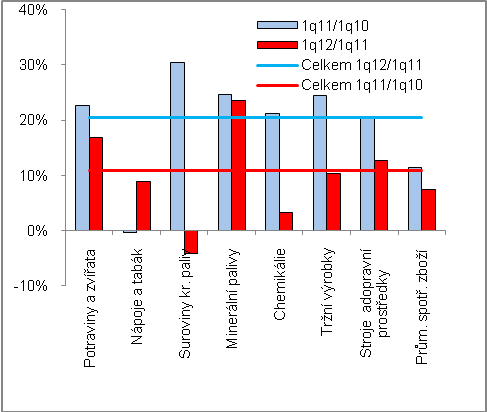 40%
30%
20%
10%
0%
-10%
1q11/1q10
1q12/1q11
Celkem 1q12/1q11
Celkem 1q11/1q10
Potraviny a zvířata
Nápoje a tabák
Suroviny kr. paliv
Minerální palivy
Chemikálie
Tržní výrobky
Stroje adopravní
prostředky
Prům. spotř. zboží